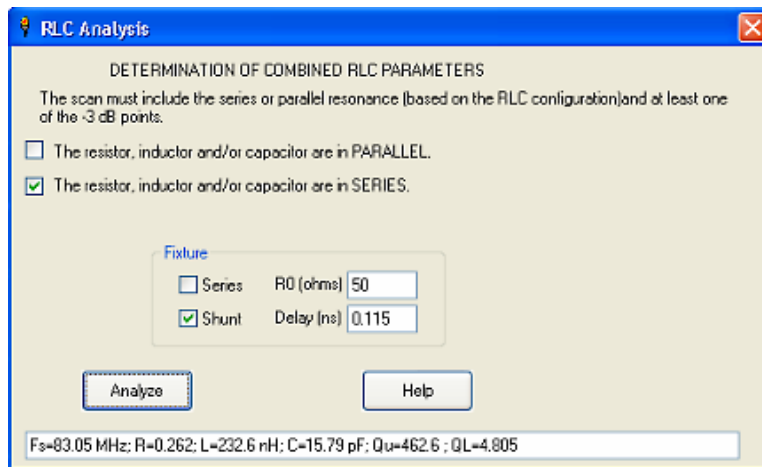 RLC Analysis
DETERMINATION OF COMBINED RLC PARAMETERS
The scan must include the series or parallel resonance (based on the RLC configuration)and at least one
of the -3 dB points.
The resistor, inductor and/or capacitor are in PARALLEL.
The resistor, inductor and/or capacitor are in SERIES.
Fixture
Series R0 (ohms) 50
Shunt Delay (ns) 0.115
Analyze Help
Fs=83.05 MHz; R=0.262; L=232.6 nH; C=15.79 pF; Qu=462.6 ; QL=4.805